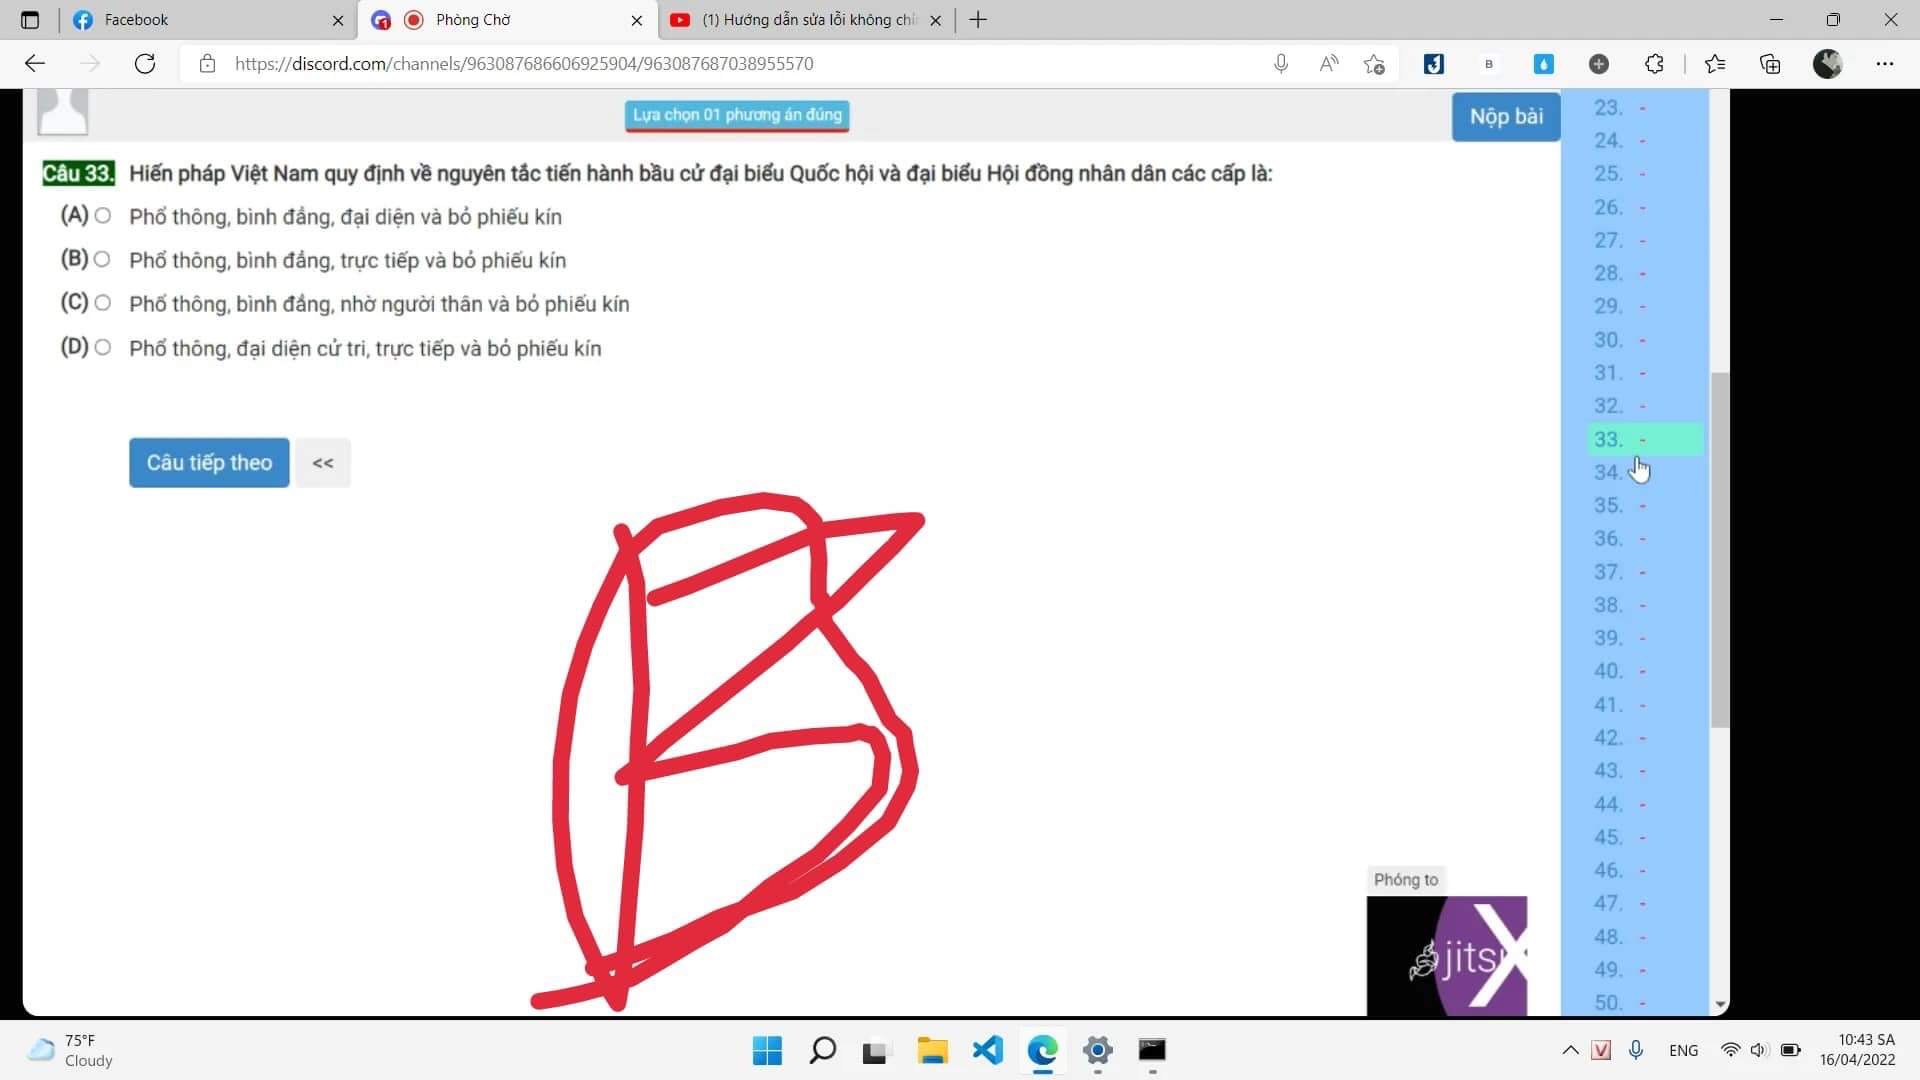 Facebook
Phòng Chờ
(1) Hướng dẫn sửa lỗi không chỉ
https://discord.com/channels/963087686606925904/963087687038955570
B
Lựa chọn 01 phương án đúng
Nộp bài
Câu 33. Hiến pháp Việt Nam quy định về nguyên tắc tiến hành bầu cử đại biểu Quốc hội và đại biểu Hội đồng nhân dân các cấp là:
(A) Phổ thông, bình đẳng, đại diện và bỏ phiếu kín
(B) Phổ thông, bình đẳng, trực tiếp và bỏ phiếu kín
(C) Phổ thông, bình đẳng, nhờ người thân và bỏ phiếu kín
(D) Phổ thông, đại diện cử tri, trực tiếp và bỏ phiếu kín
Câu tiếp theo <<
B
Phóng to
jitsi
23. -
24. -
25. -
26. -
27. -
28. -
29. -
30. -
31. -
32. -
33. -
34.
35. -
36. -
37. -
38. -
39. -
40. -
41. -
42. -
43. -
44. -
45. -
46. -
47. -
48. -
49. -
50. -
75°F
Cloudy
ENG
10:43 SA
16/04/2022